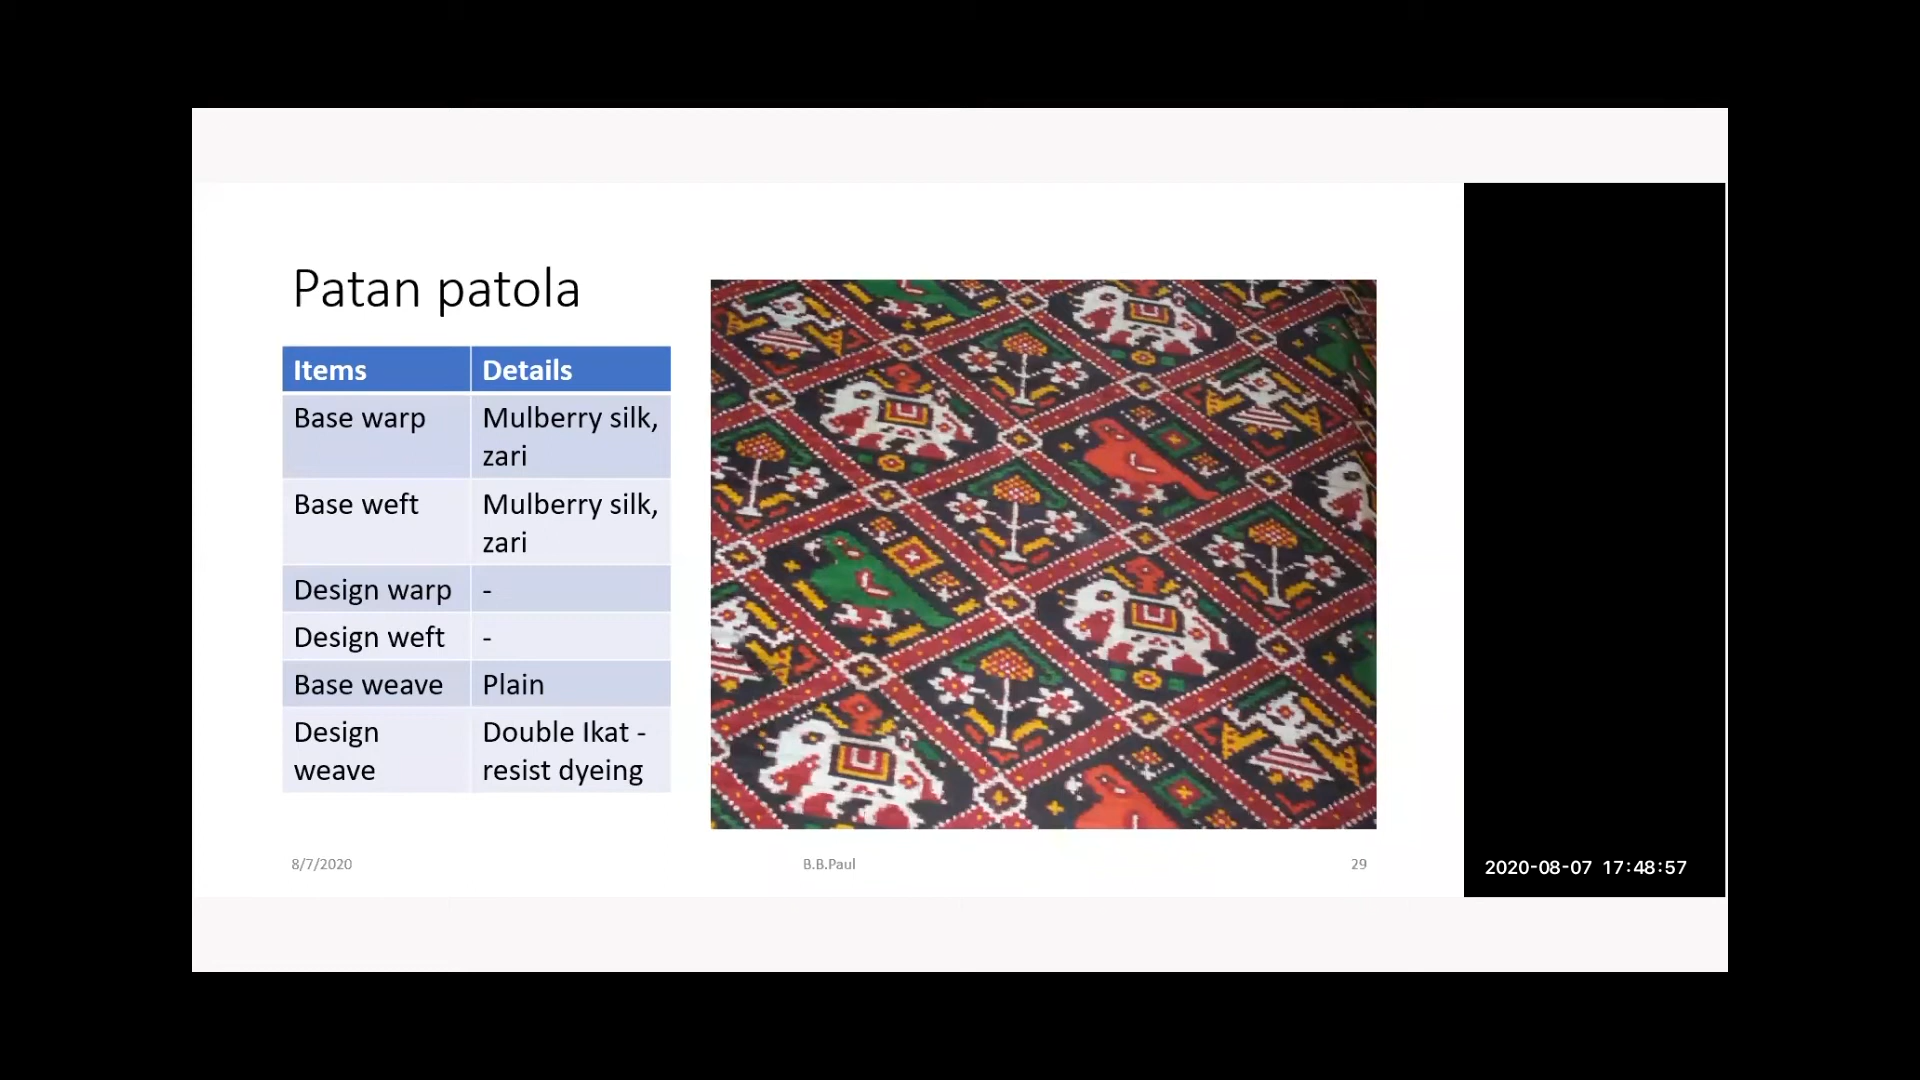 Patan patola
Items Details
Base warp Mulberry silk,
zari
Base weft Mulberry silk,
zari
Design warp -
Design weft -
Base weave Plain
Design Double Ikat -
weave resist dyeing
8/7/2020 B.B.Paul 29
2020-08-07 17:48:57